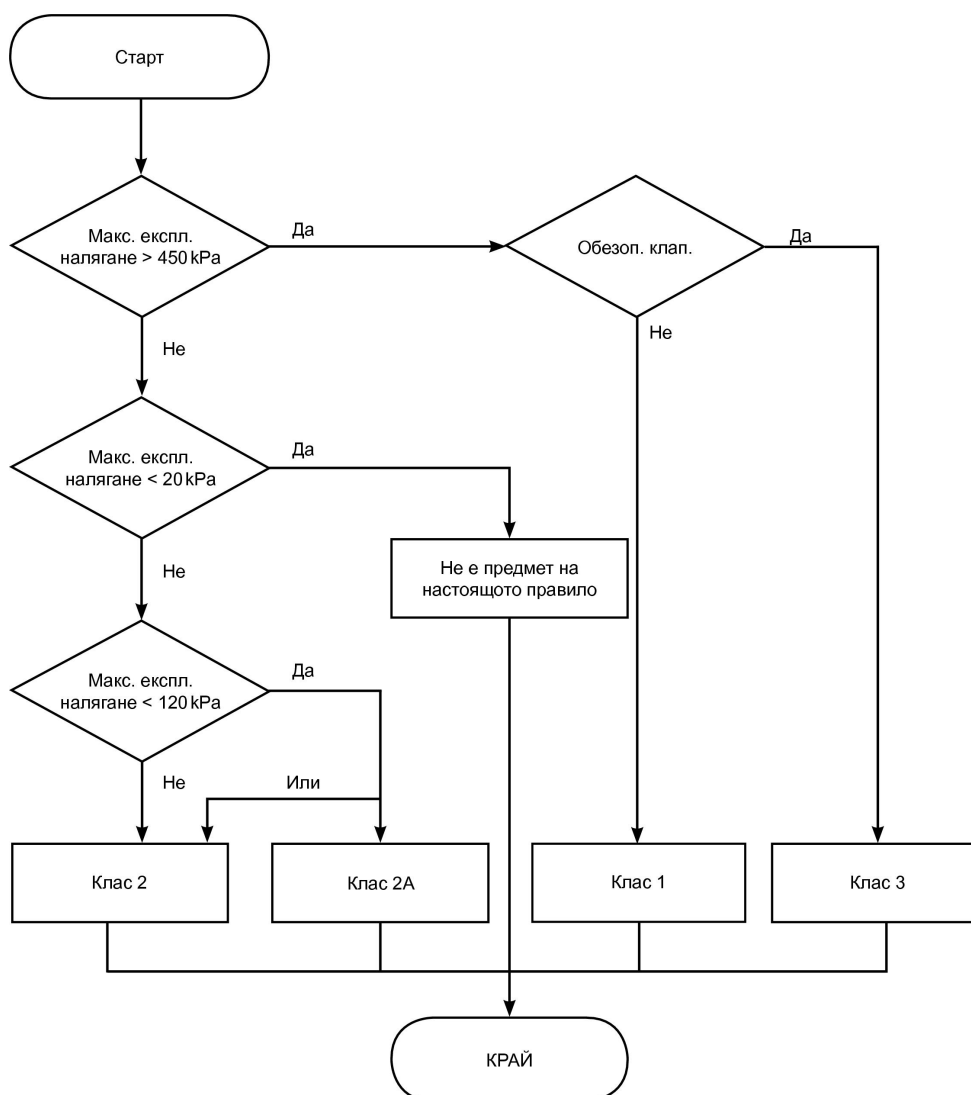 Старт
Макс. експл.
налягане > 450 kPa
Да
Обезоп. клап.
Да
Не
Не
Макс. експл.
налягане < 20 kPa
Да
Не е предмет на
настоящото правило
Не
Макс. експл.
налягане < 120 kPa
Да
Не
Или
Клас 2
Клас 2А
Клас 1
Клас 3
КРАЙ